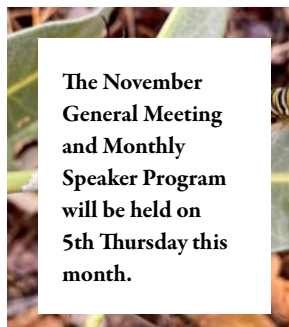 The November
General Meeting
and Monthly
Speaker Program
will be held on
5th Thursday this
month.